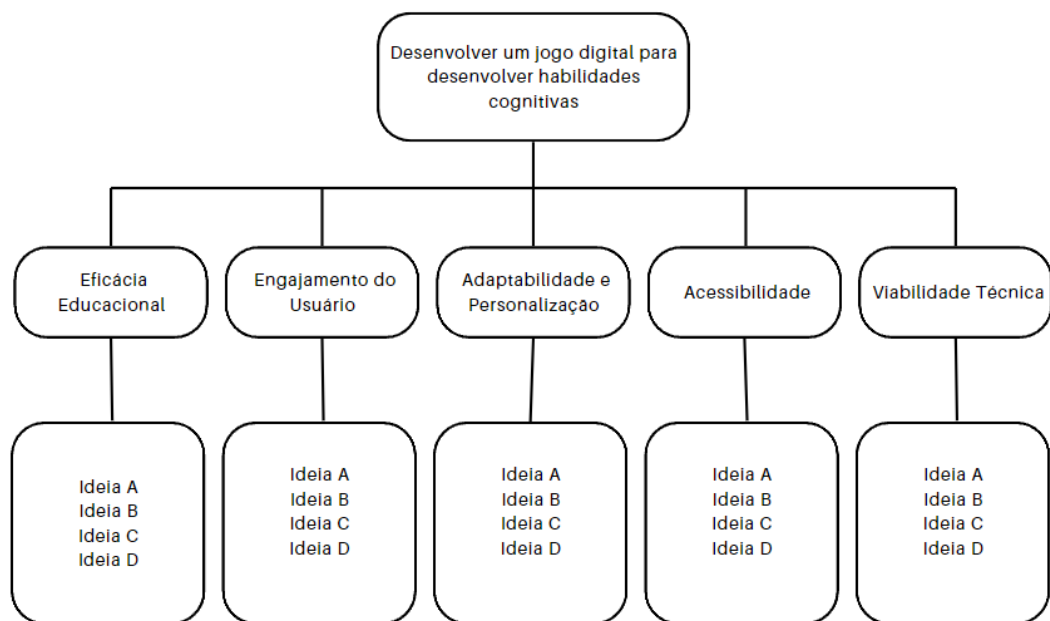 Desenvolver um jogo digital para
desenvolver habilidades
cognitivas
Eficácia
Educacional
Engajamento do
Usuário
Adaptabilidade e
Personalização
Acessibilidade
Viabilidade Técnica
Ideia A
Ideia B
Ideia C
Ideia D
Ideia A
Ideia B
Ideia C
Ideia D
Ideia A
Ideia B
Ideia C
Ideia D
Ideia A
Ideia B
Ideia C
Ideia D
Ideia A
Ideia B
Ideia C
Ideia D